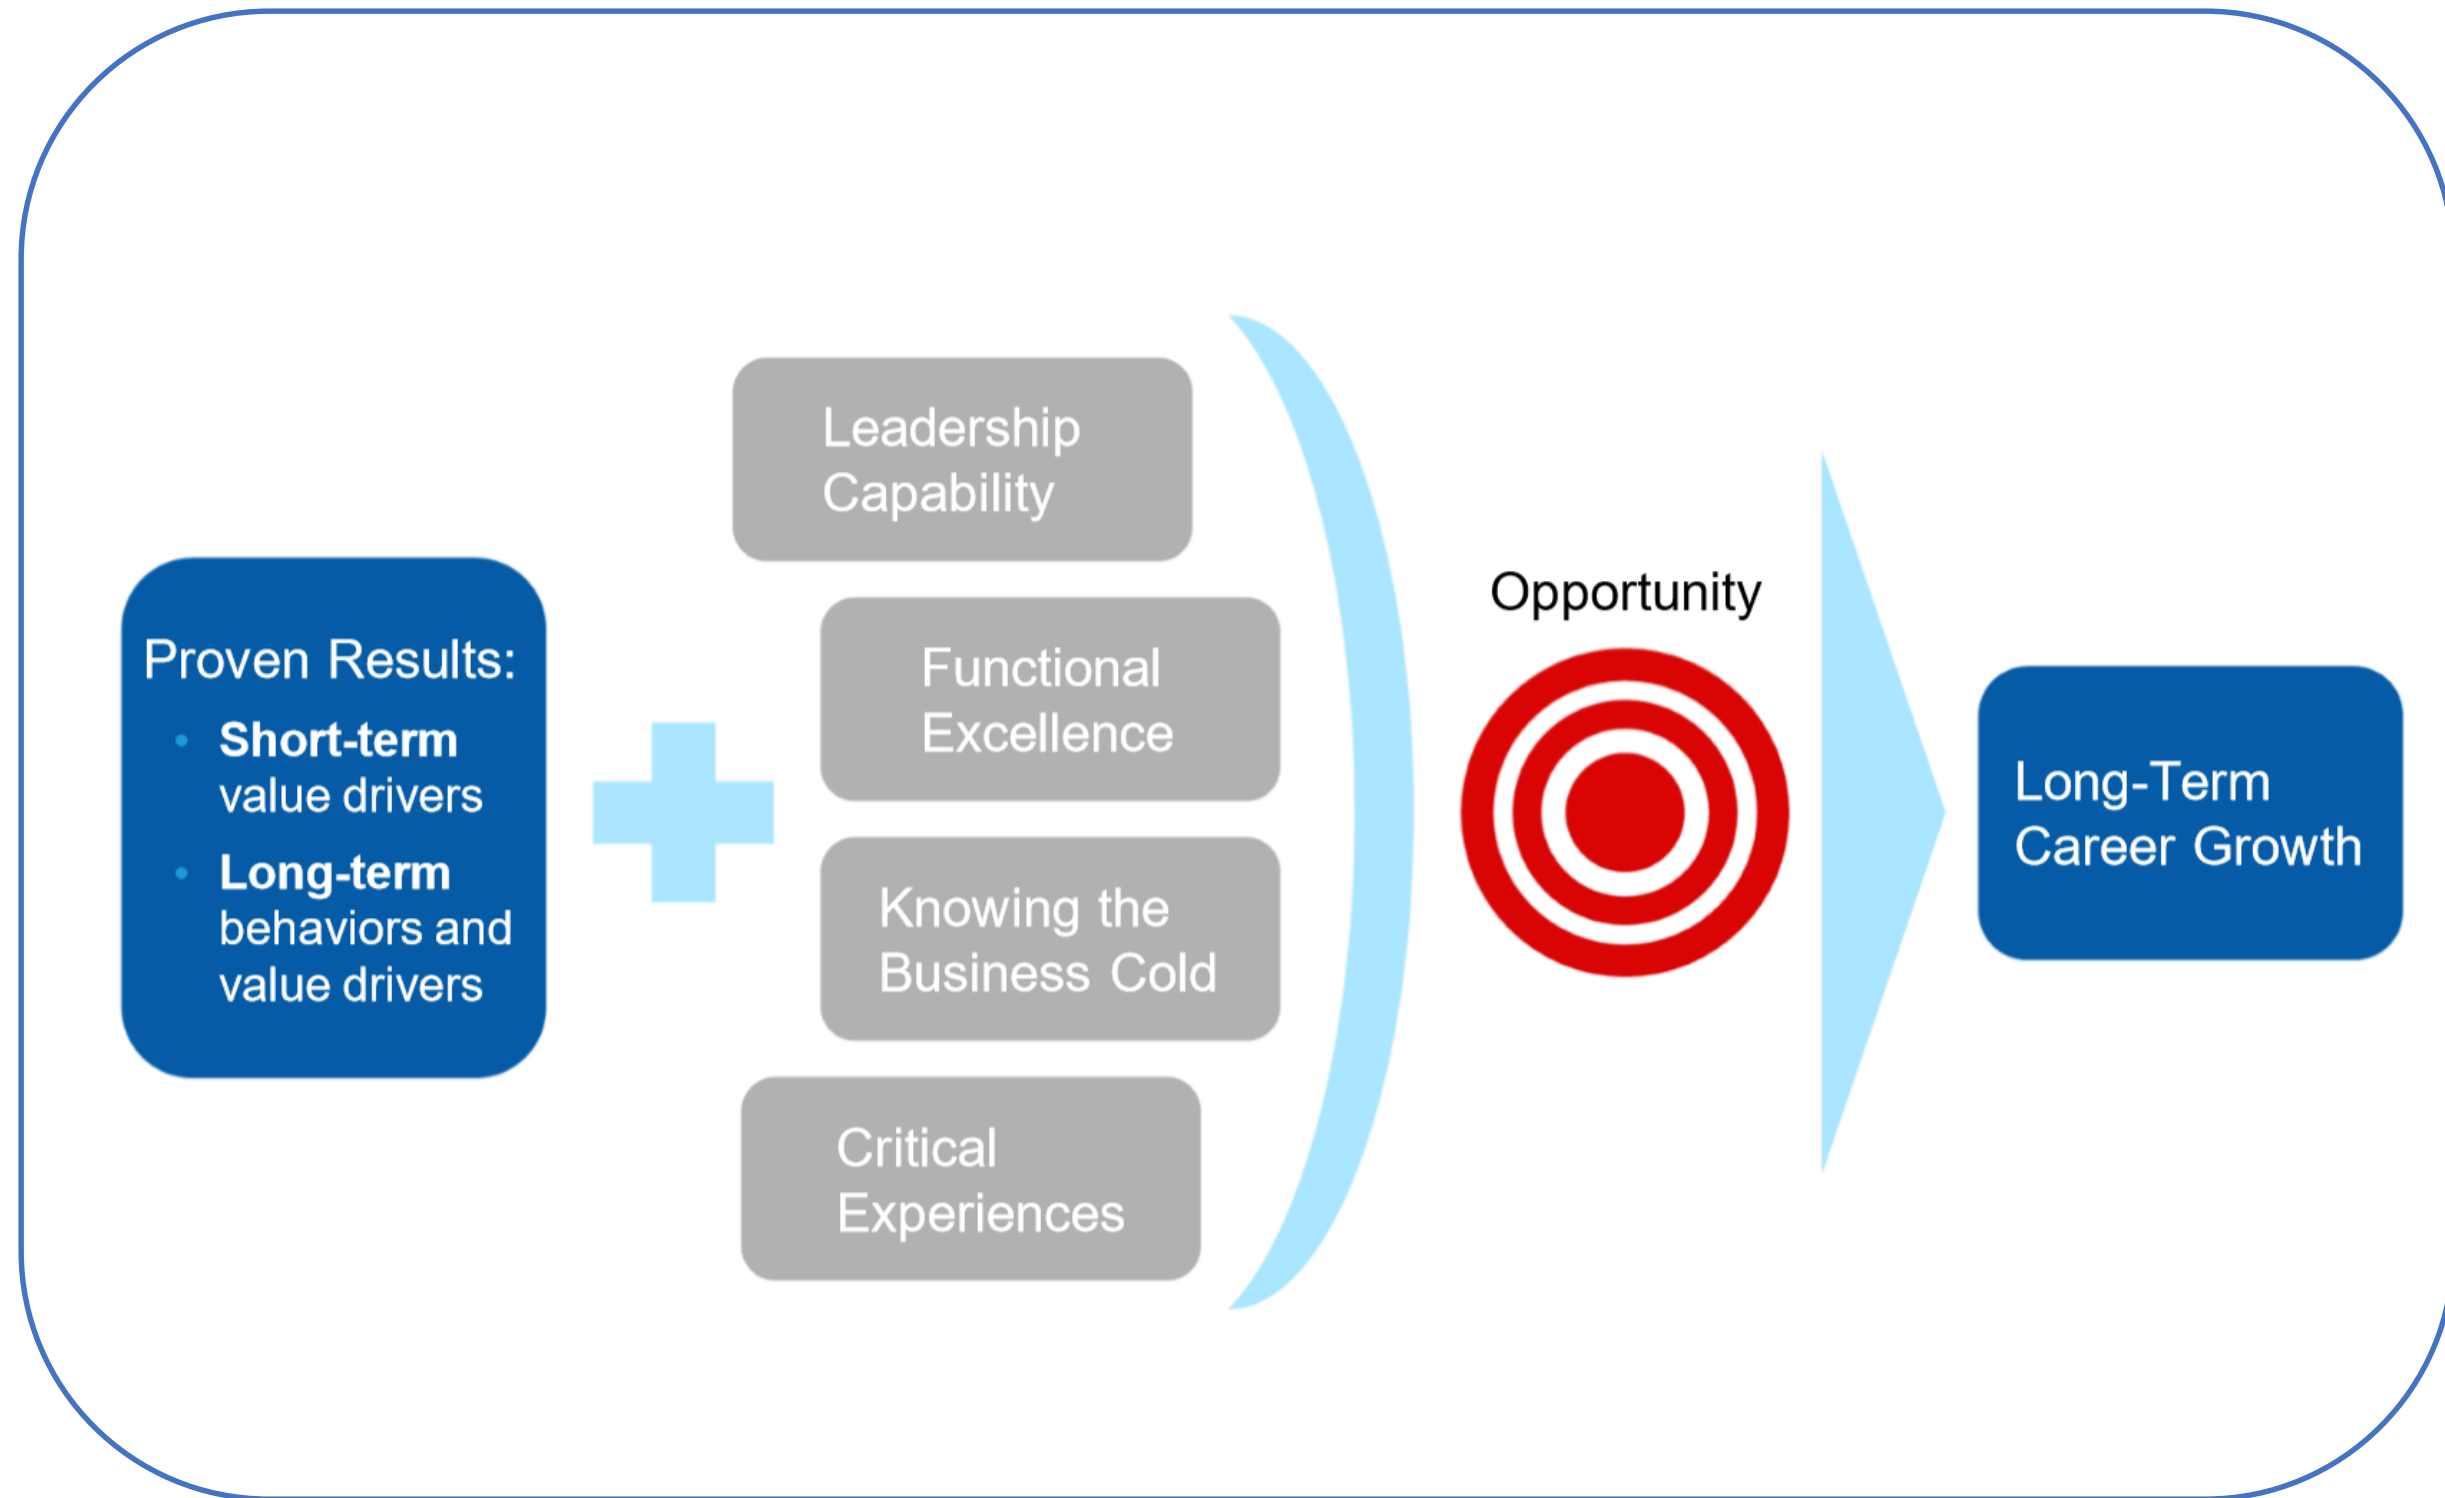 Proven Results:
• Short-term
value drivers
• Long-term
behaviors and
value drivers
Leadership
Capability
Functional
Excellence
Knowing the
Business Cold
Critical
Experiences
Opportunity
Long-Term
Career Growth